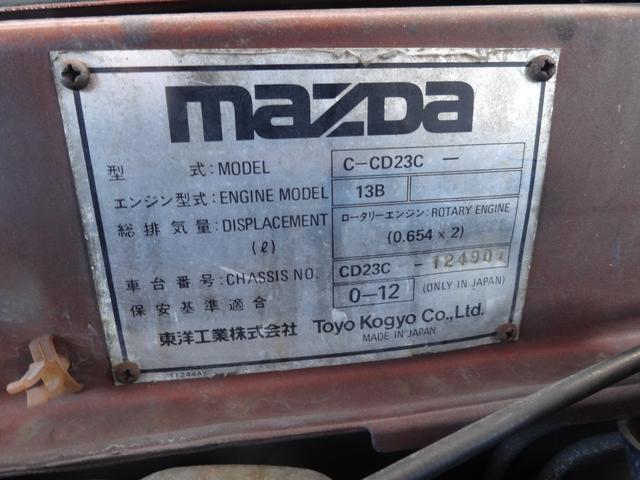 mazda
型 式:MODEL C-CD23C -
エンジン型式:ENGINE MODEL 13B
総排気量:DISPLACEMENT (ℓ) ロータリーエンジン:ROTARY ENGINE
(0.654 × 2)
車台番号:CHASSIS NO. CD23C -
保安基準適合 0-12 (ONLY IN JAPAN)
東洋工業株式会社 Toyo Kogyo Co., Ltd.
MADE IN JAPAN
(1244A)